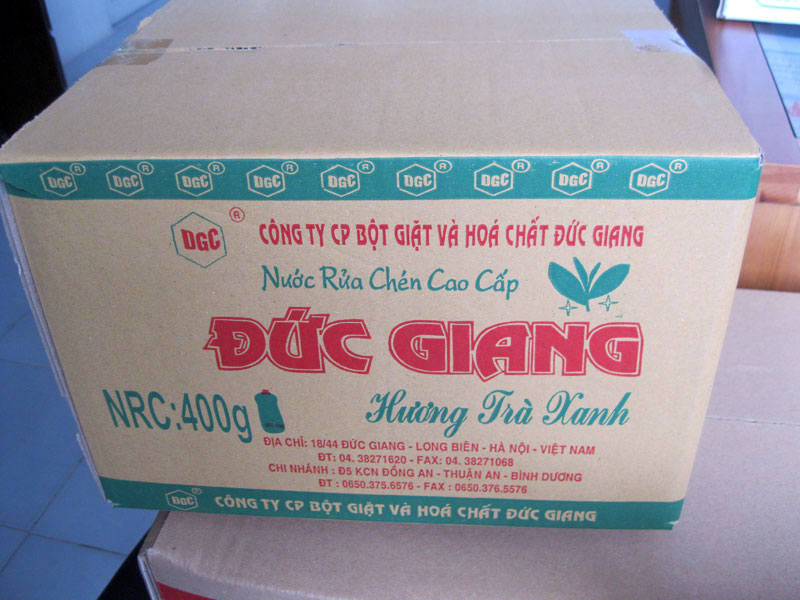 DGC ® DGC ® DGC ® DGC ® DGC ® DGC ® DGC ® DGC ® DGC ®
DGC ® CÔNG TY CP BỘT GIẶT VÀ HOÁ CHẤT ĐỨC GIANG
Nước Rửa Chén Cao Cấp
ĐỨC GIANG
NRC:400g Hương Trà Xanh
ĐỊA CHỈ: 18/44 ĐỨC GIANG - LONG BIÊN - HÀ NỘI - VIỆT NAM
ĐT: 04. 38271620 - FAX: 04. 38271068
CHI NHÁNH : Đ5 KCN ĐỒNG AN - THUẬN AN - BÌNH DƯƠNG
ĐT : 0650.375.6576 - FAX : 0650.376.5576
DGC ® CÔNG TY CP BỘT GIẶT VÀ HOÁ CHẤT ĐỨC GIANG